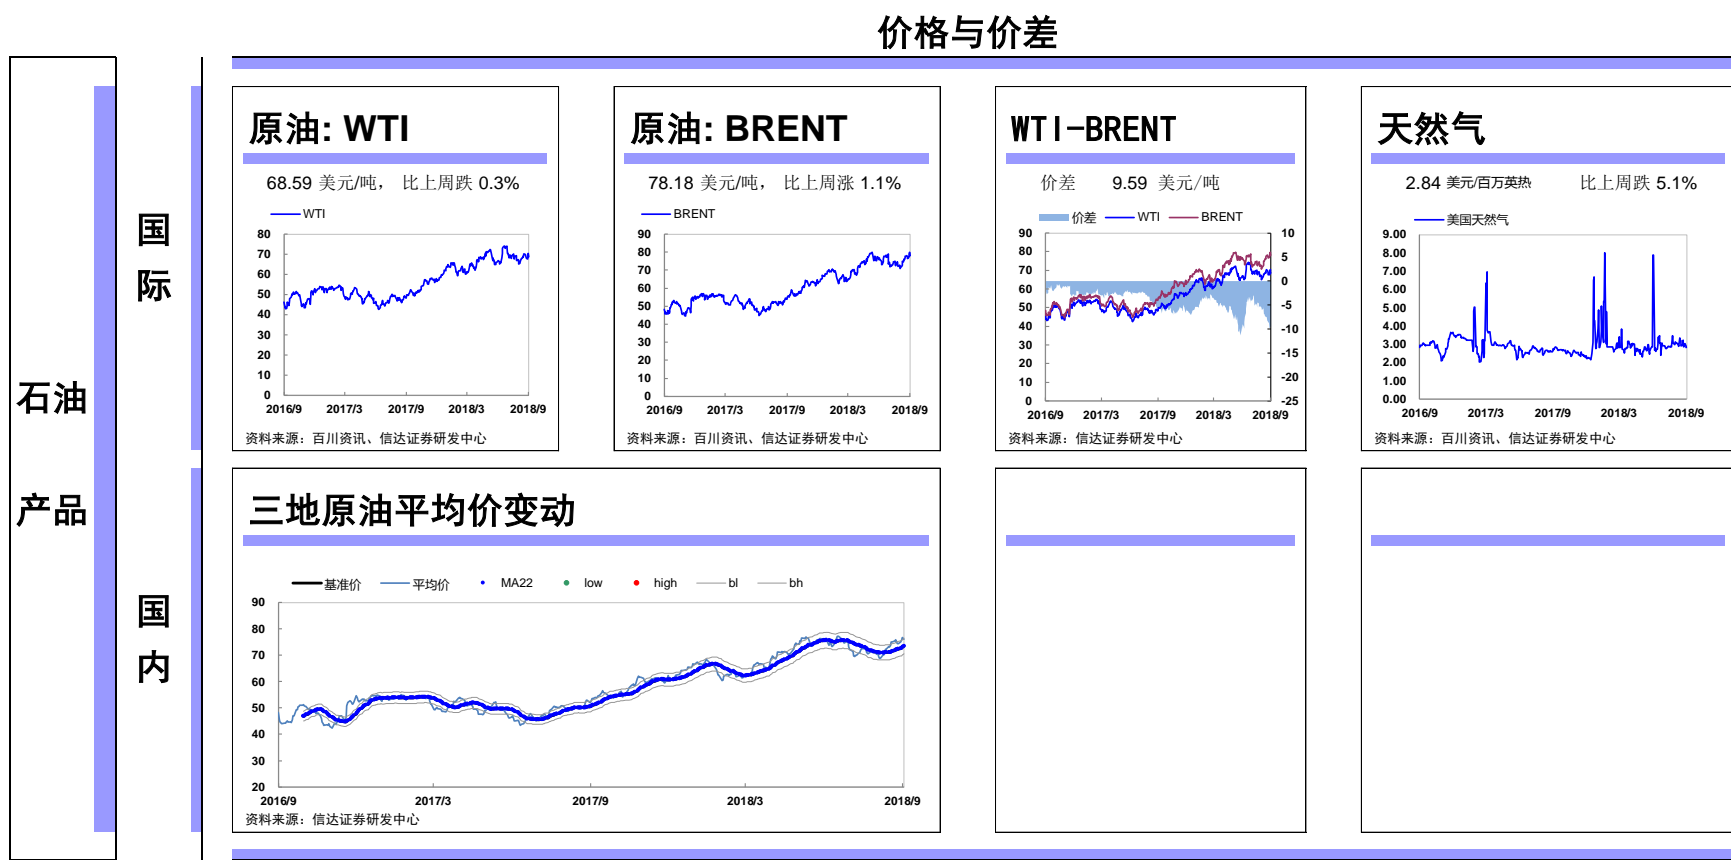 价格与价差
石油
产品
国
际
国
内
原油: WTI
68.59 美元/吨， 比上周跌 0.3%
WTI
80
70
60
50
40
30
20
10
0
2016/9 2017/3 2017/9 2018/3 2018/9
资料来源：百川资讯、信达证券研发中心
原油: BRENT
78.18 美元/吨， 比上周涨 1.1%
BRENT
90
80
70
60
50
40
30
20
10
0
2016/9 2017/3 2017/9 2018/3 2018/9
资料来源：百川资讯、信达证券研发中心
WTI-BRENT
价差 9.59 美元/吨
价差 WTI BRENT
90 10
80 5
70 0
60 -5
50 -10
40 -15
30 -20
20 -25
10
0
2016/9 2017/3 2017/9 2018/3 2018/9
资料来源：信达证券研发中心
天然气
2.84 美元/百万英热 比上周跌 5.1%
美国天然气
9.00
8.00
7.00
6.00
5.00
4.00
3.00
2.00
1.00
0.00
2016/9 2017/3 2017/9 2018/3 2018/9
资料来源：百川资讯、信达证券研发中心
三地原油平均价变动
基准价 平均价 MA22 low high bl bh
90
80
70
60
50
40
30
20
2016/9 2017/3 2017/9 2018/3 2018/9
资料来源：信达证券研发中心